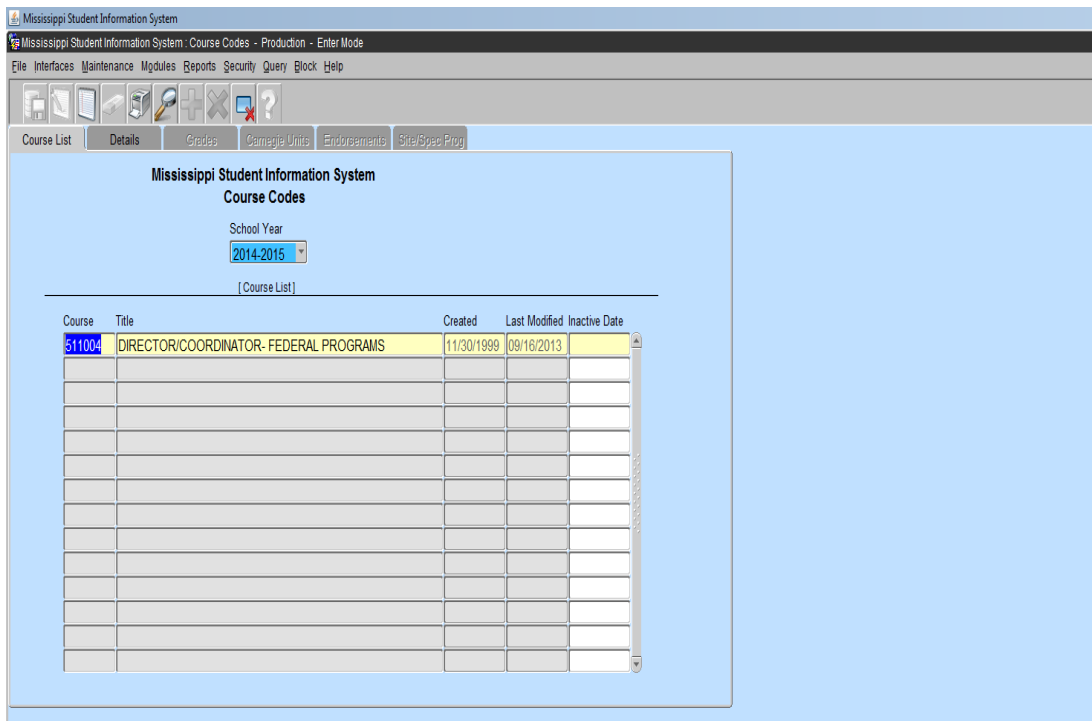 Mississippi Student Information System
Mississippi Student Information System : Course Codes - Production - Enter Mode
File Interfaces Maintenance Modules Reports Security Query Block Help
Course List Details Grades Carnegie Units Endorsements Site/Spec Prog
Mississippi Student Information System
Course Codes
School Year
2014-2015
[ Course List ]
Course Title Created Last Modified Inactive Date
511004 DIRECTOR/COORDINATOR- FEDERAL PROGRAMS 11/30/1999 09/16/2013